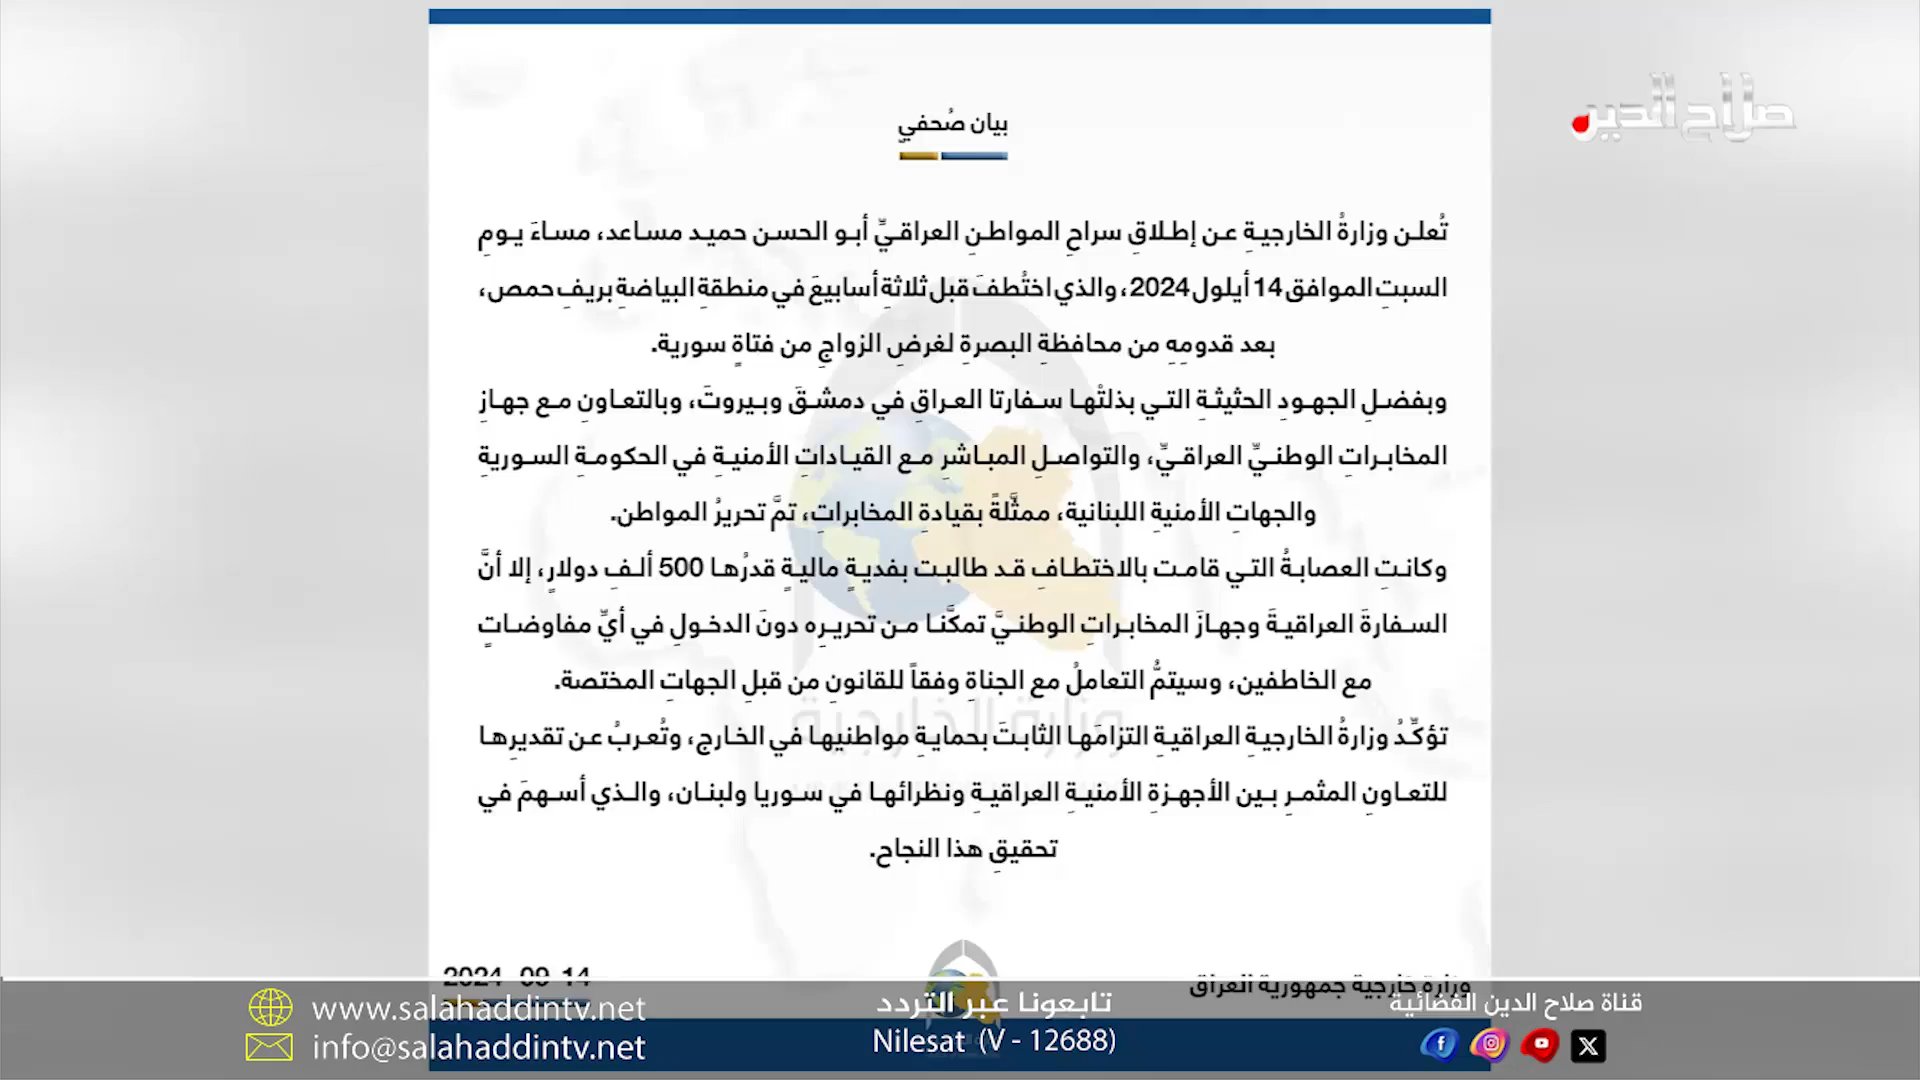 صلاح الدين
بيان صُحفي
تُعلن وزارةُ الخارجيةِ عن إطلاقِ سراحِ المواطنِ العراقيِّ أبو الحسن حميد مساعد، مساءَ يومِ
السبتِ الموافق 14 أيلول 2024، والذي اختُطفَ قبل ثلاثةِ أسابيعَ في منطقةِ البياضةِ بريفِ حمص،
بعد قدومِهِ من محافظةِ البصرةِ لغرضِ الزواجِ من فتاةٍ سورية.
وبفضلِ الجهودِ الحثيثةِ التي بذلتْها سفارتا العراقِ في دمشقَ وبيروتَ، وبالتعاونِ مع جهازِ
المخابراتِ الوطنيِّ العراقيِّ، والتواصلِ المباشرِ مع القياداتِ الأمنيةِ في الحكومةِ السوريةِ
والجهاتِ الأمنيةِ اللبنانية، ممثَّلةً بقيادةِ المخابراتِ، تمَّ تحريرُ المواطن.
وكانتِ العصابةُ التي قامت بالاختطافِ قد طالبت بفديةٍ ماليةٍ قدرُها 500 ألفِ دولارٍ، إلا أنَّ
السفارةَ العراقيةَ وجهازَ المخابراتِ الوطنيَّ تمكَّنا من تحريرِه دونَ الدخولِ في أيِّ مفاوضاتٍ
مع الخاطفين، وسيتمُّ التعاملُ مع الجناةِ وفقاً للقانونِ من قبلِ الجهاتِ المختصة.
تؤكِّدُ وزارةُ الخارجيةِ العراقيةِ التزامَها الثابتَ بحمايةِ مواطنيها في الخارج، وتُعربُ عن تقديرِها
للتعاونِ المثمرِ بين الأجهزةِ الأمنيةِ العراقيةِ ونظرائها في سوريا ولبنان، والذي أسهمَ في
تحقيقِ هذا النجاح.
وزارة الخارجية
وزارة خارجية جمهورية العراق
2024-09-14
قناة صلاح الدين الفضائية
تابعونا عبر التردد
Nilesat (V - 12688)
www.salahaddintv.net
info@salahaddintv.net